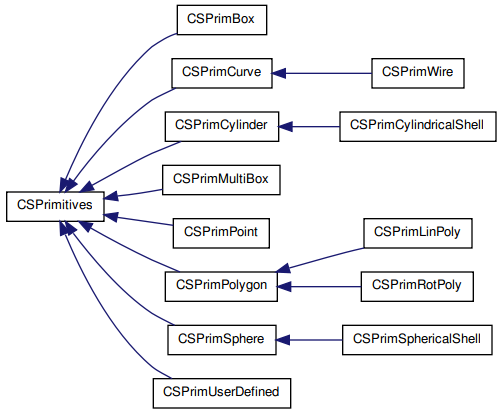 CSPrimBox
CSPrimCurve
CSPrimWire
CSPrimCylinder
CSPrimCylindricalShell
CSPrimMultiBox
CSPrimitives
CSPrimPoint
CSPrimLinPoly
CSPrimPolygon
CSPrimRotPoly
CSPrimSphere
CSPrimSphericalShell
CSPrimUserDefined